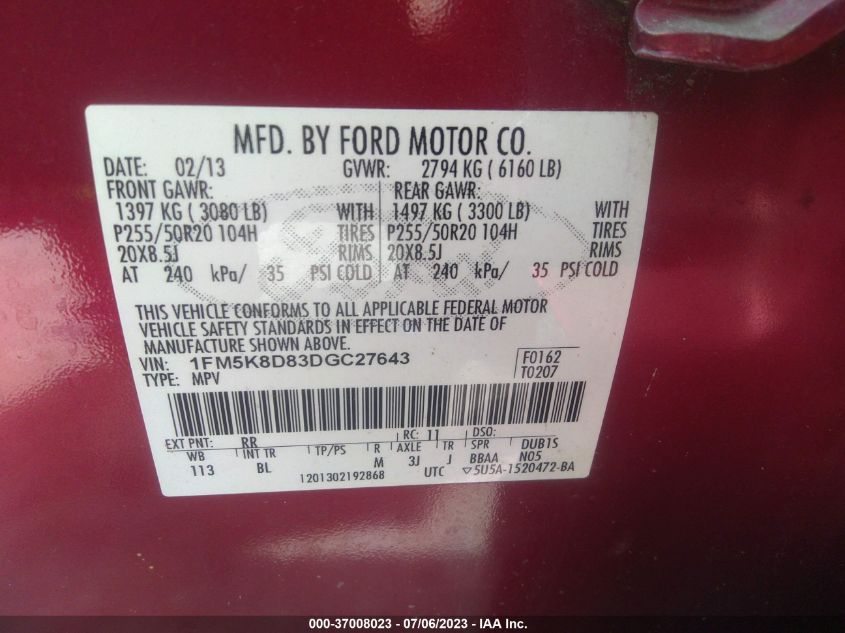 MFD. BY FORD MOTOR CO.
DATE: 02/13 GVWR: 2794 KG ( 6160 LB)
FRONT GAWR: REAR GAWR:
1397 KG ( 3080 LB) WITH 1497 KG ( 3300 LB) WITH
P255/50R20 104H TIRES P255/50R20 104H TIRES
20X8.5J RIMS 20X8.5J RIMS
AT 240 kPa/ 35 PSI COLD AT 240 kPa/ 35 PSI COLD
THIS VEHICLE CONFORMS TO ALL APPLICABLE FEDERAL MOTOR
VEHICLE SAFETY STANDARDS IN EFFECT ON THE DATE OF
MANUFACTURE SHOWN ABOVE.
VIN: 1FM5K8D83DGC27643 F0162
TYPE: MPV T0207
EXT PNT: RR RC: 11 DSO:
WB INT TR TP/PS R AXLE TR SPR DUB1S
113 BL M 3J J BBAA N05
1201302192868 UTC ▽5U5A-1520472-BA
000-37008023 - 07/06/2023 - IAA Inc.